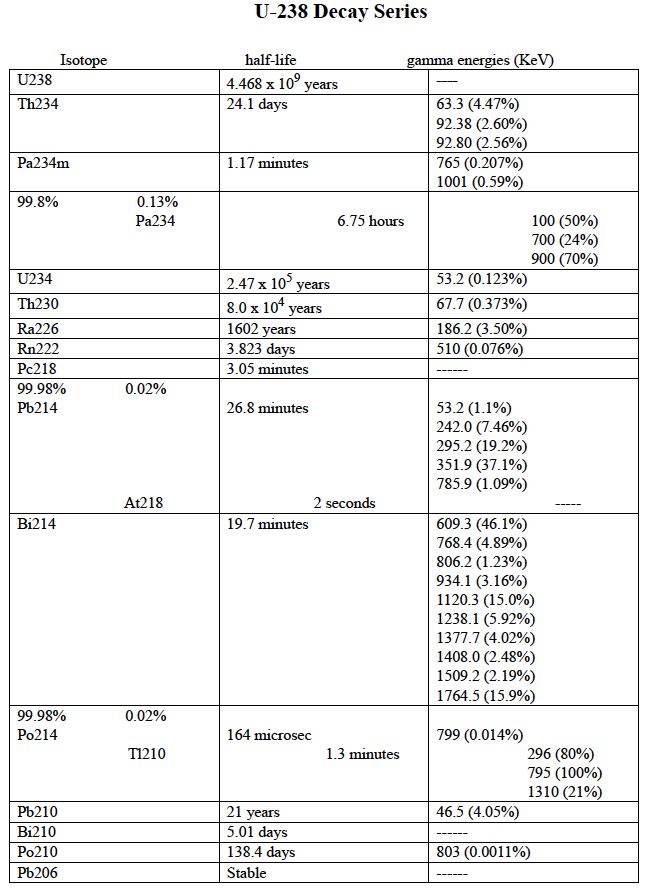 U-238 Decay Series
Isotope half-life gamma energies (KeV)
U238 4.468 x 10⁹ years ----
Th234 24.1 days 63.3 (4.47%)
92.38 (2.60%)
92.80 (2.56%)
Pa234m 1.17 minutes 765 (0.207%)
1001 (0.59%)
99.8% 0.13%
Pa234 6.75 hours 100 (50%)
700 (24%)
900 (70%)
U234 2.47 x 10⁵ years 53.2 (0.123%)
Th230 8.0 x 10⁴ years 67.7 (0.373%)
Ra226 1602 years 186.2 (3.50%)
Rn222 3.823 days 510 (0.076%)
Pc218 3.05 minutes ------
99.98% 0.02%
Pb214 26.8 minutes 53.2 (1.1%)
242.0 (7.46%)
295.2 (19.2%)
351.9 (37.1%)
785.9 (1.09%)
At218 2 seconds -----
Bi214 19.7 minutes 609.3 (46.1%)
768.4 (4.89%)
806.2 (1.23%)
934.1 (3.16%)
1120.3 (15.0%)
1238.1 (5.92%)
1377.7 (4.02%)
1408.0 (2.48%)
1509.2 (2.19%)
1764.5 (15.9%)
99.98% 0.02%
Po214 164 microsec 799 (0.014%)
Tl210 1.3 minutes 296 (80%)
795 (100%)
1310 (21%)
Pb210 21 years 46.5 (4.05%)
Bi210 5.01 days ------
Po210 138.4 days 803 (0.0011%)
Pb206 Stable ------